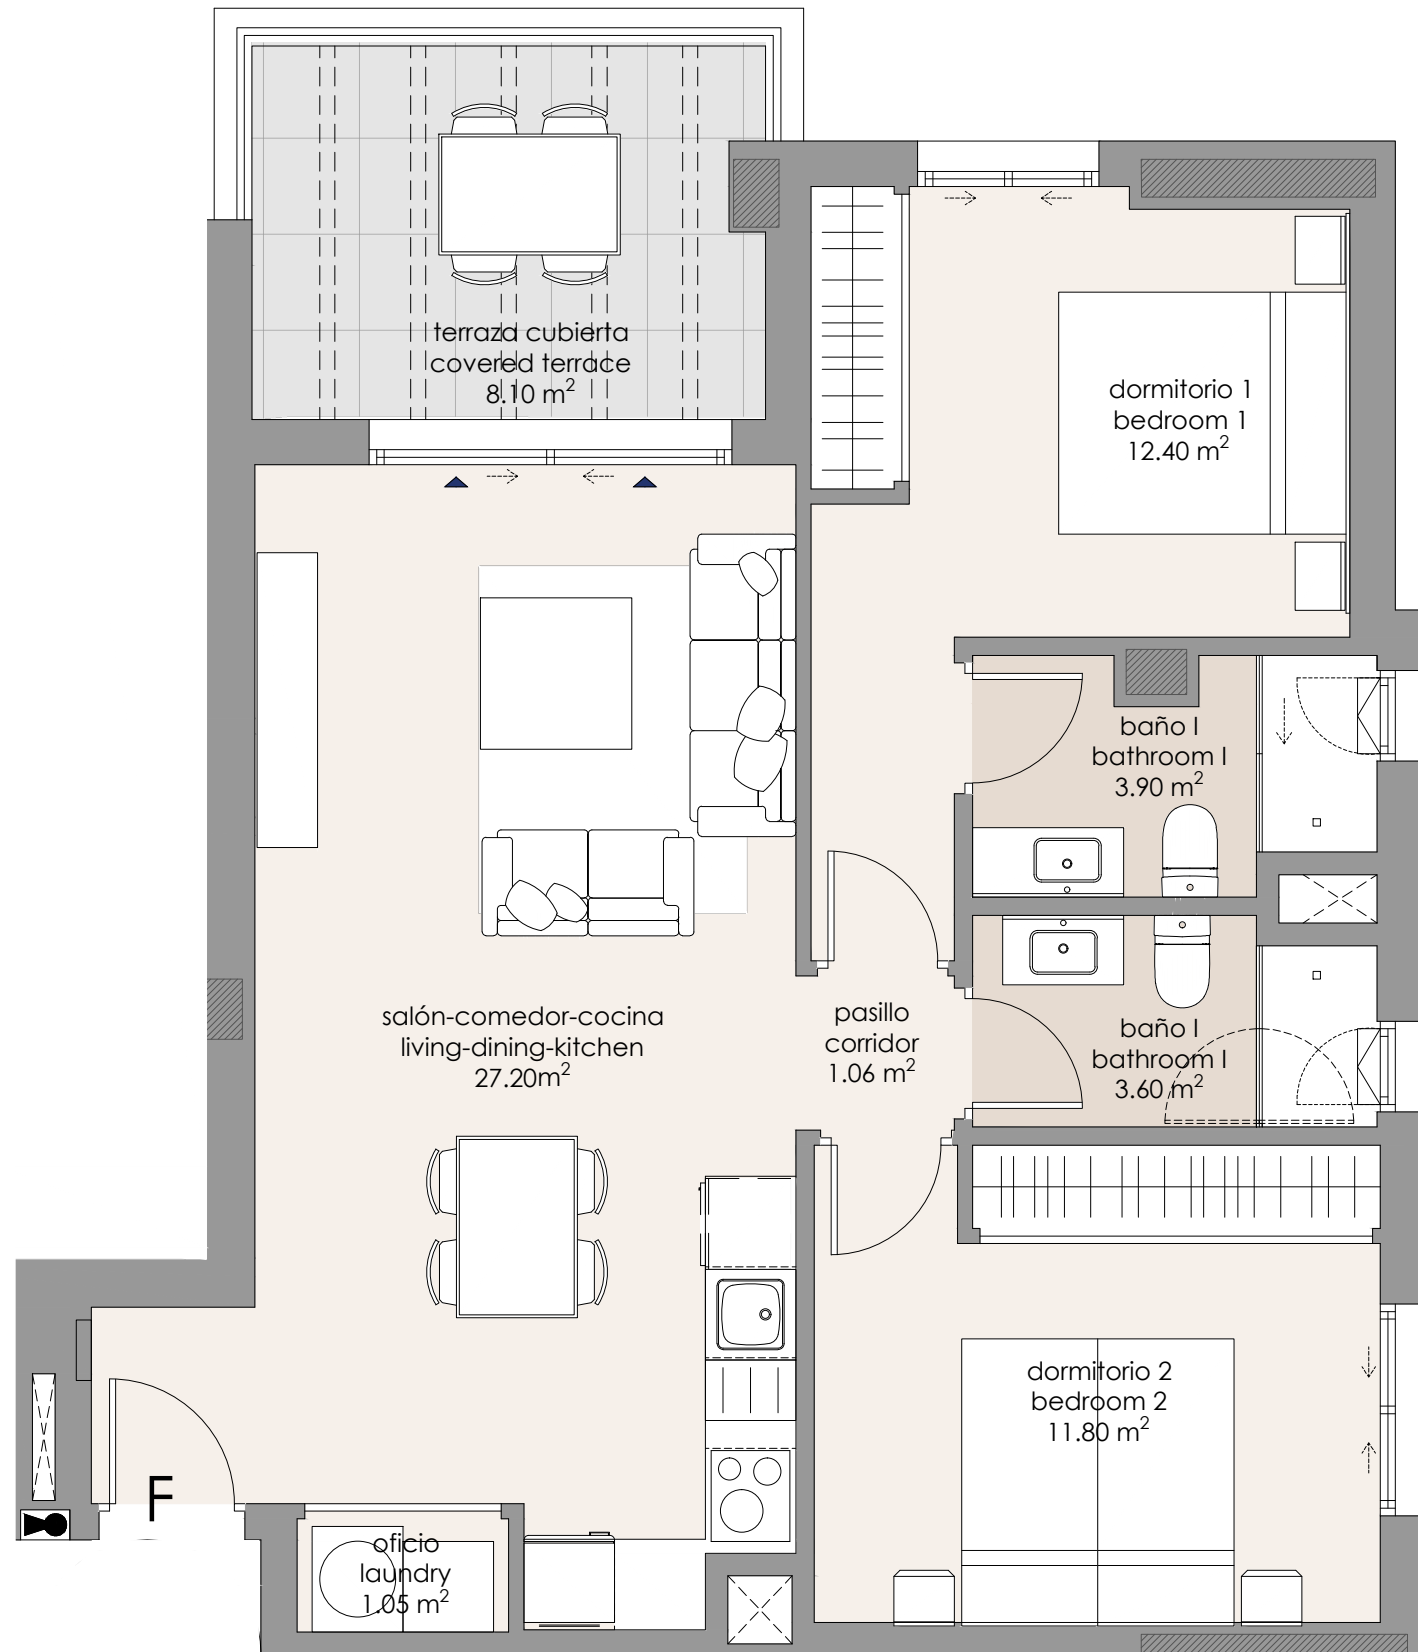 terraza cubierta
covered terrace
8.10 m²
dormitorio 1
bedroom 1
12.40 m²
baño I
bathroom I
3.90 m²
salón-comedor-cocina
living-dining-kitchen
27.20m²
pasillo
corridor
1.06 m²
baño I
bathroom I
3.60 m²
dormitorio 2
bedroom 2
11.80 m²
F
oficio
laundry
1.05 m²